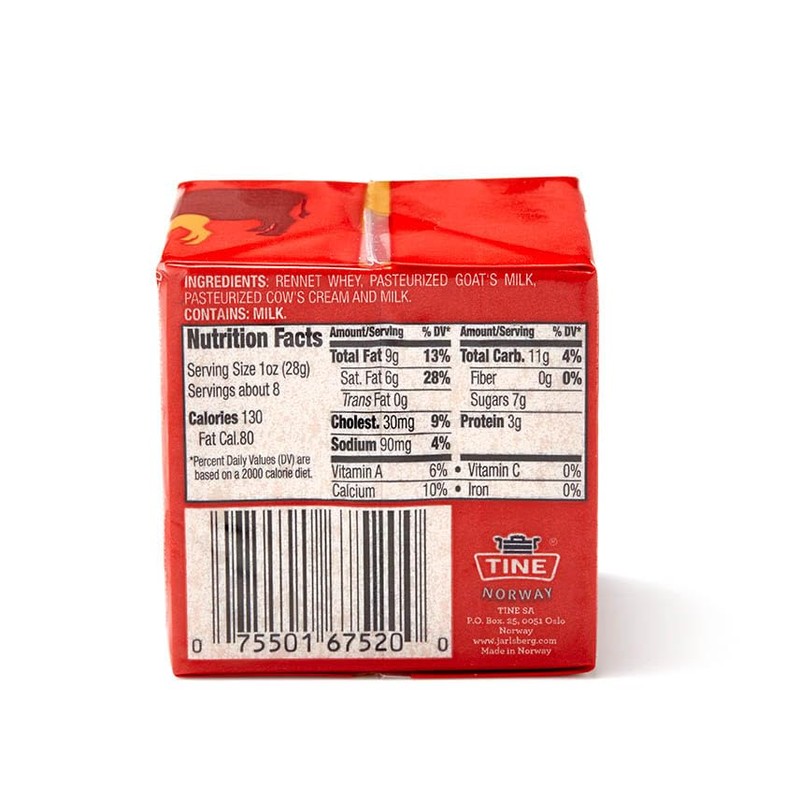 INGREDIENTS: RENNET WHEY, PASTEURIZED GOAT'S MILK,
PASTEURIZED COW'S CREAM AND MILK.
CONTAINS: MILK.
Nutrition Facts
Serving Size 1oz (28g)
Servings about 8
Calories 130
Fat Cal.80
*Percent Daily Values (DV) are
based on a 2000 calorie diet.
Amount/Serving % DV*
Total Fat 9g 13%
Sat. Fat 6g 28%
Trans Fat 0g
Cholest. 30mg 9%
Sodium 90mg 4%
Amount/Serving % DV*
Total Carb. 11g 4%
Fiber 0g 0%
Sugars 7g
Protein 3g
Vitamin A 6% • Vitamin C 0%
Calcium 10% • Iron 0%
0 75501 67520 0
TINE ®
NORWAY
TINE SA
P.O. Box. 25, 0051 Oslo
Norway
www.jarlsberg.com
Made in Norway